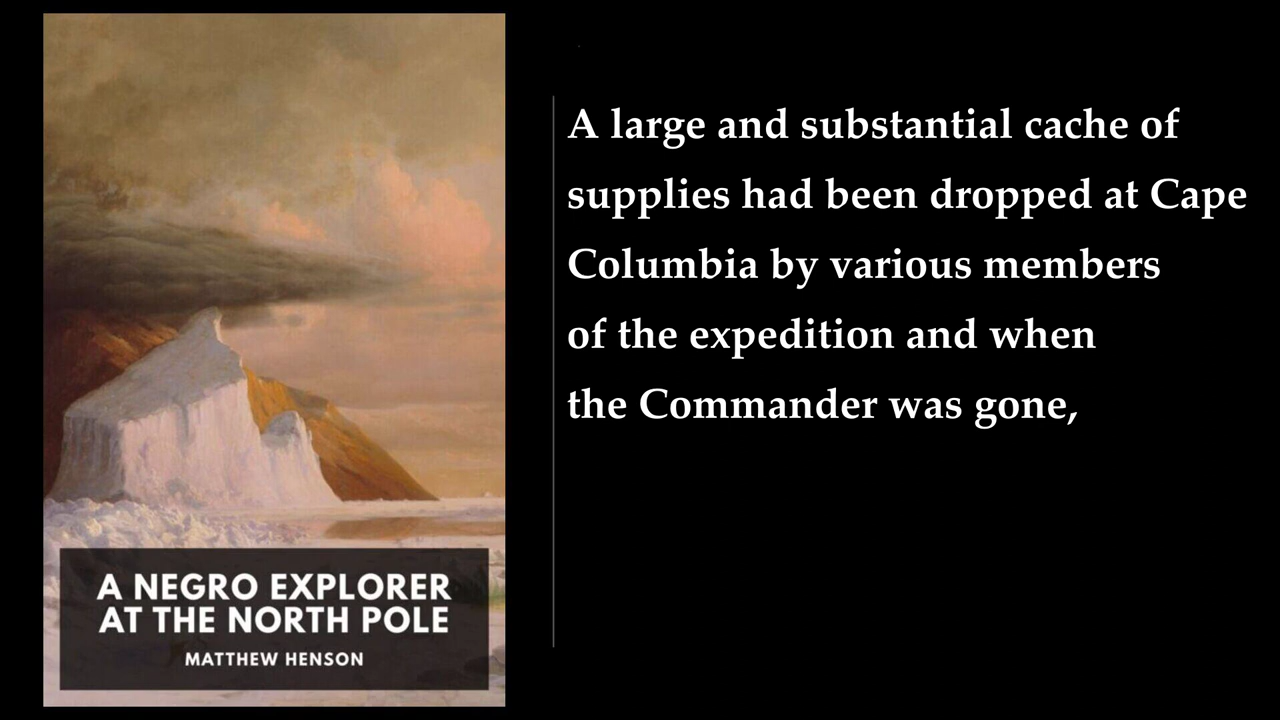 A NEGRO EXPLORER
AT THE NORTH POLE
MATTHEW HENSON
A large and substantial cache of
supplies had been dropped at Cape
Columbia by various members
of the expedition and when
the Commander was gone,